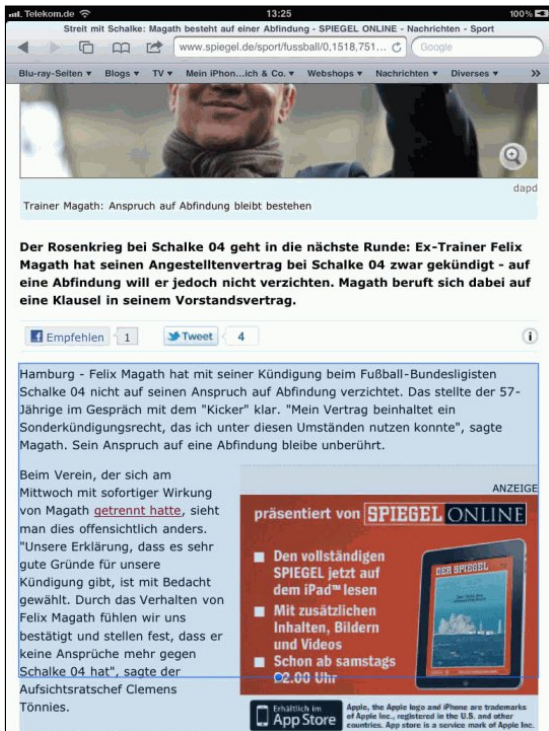 Telekom.de 13:25 100%
Streit mit Schalke: Magath besteht auf einer Abfindung - SPIEGEL ONLINE - Nachrichten - Sport
www.spiegel.de/sport/fussball/0,1518,751... Google
Blu-ray-Seiten Blogs TV Mein iPhon...ich & Co. Webshops Nachrichten Diverses
dapd
Trainer Magath: Anspruch auf Abfindung bleibt bestehen
Der Rosenkrieg bei Schalke 04 geht in die nächste Runde: Ex-Trainer Felix
Magath hat seinen Angestelltenvertrag bei Schalke 04 zwar gekündigt - auf
eine Abfindung will er jedoch nicht verzichten. Magath beruft sich dabei auf
eine Klausel in seinem Vorstandsvertrag.
Empfehlen 1 Tweet 4
Hamburg - Felix Magath hat mit seiner Kündigung beim Fußball-Bundesligisten
Schalke 04 nicht auf seinen Anspruch auf Abfindung verzichtet. Das stellte der 57-
Jährige im Gespräch mit dem "Kicker" klar. "Mein Vertrag beinhaltet ein
Sonderkündigungsrecht, das ich unter diesen Umständen nutzen konnte", sagte
Magath. Sein Anspruch auf eine Abfindung bleibe unberührt.
Beim Verein, der sich am
Mittwoch mit sofortiger Wirkung
von Magath getrennt hatte, sieht
man dies offensichtlich anders.
"Unsere Erklärung, dass es sehr
gute Gründe für unsere
Kündigung gibt, ist mit Bedacht
gewählt. Durch das Verhalten von
Felix Magath fühlen wir uns
bestätigt und stellen fest, dass er
keine Ansprüche mehr gegen
Schalke 04 hat", sagte der
Aufsichtsratschef Clemens
Tönnies.
ANZEIGE
präsentiert von SPIEGEL ONLINE
Den vollständigen
SPIEGEL jetzt auf
dem iPad™ lesen
Mit zusätzlichen
Inhalten, Bildern
und Videos
Schon ab samstags
22.00 Uhr
DER SPIEGEL
Erhältlich im
App Store
Apple, the Apple logo and iPhone are trademarks
of Apple Inc., registered in the U.S. and other
countries. App store is a service mark of Apple Inc.